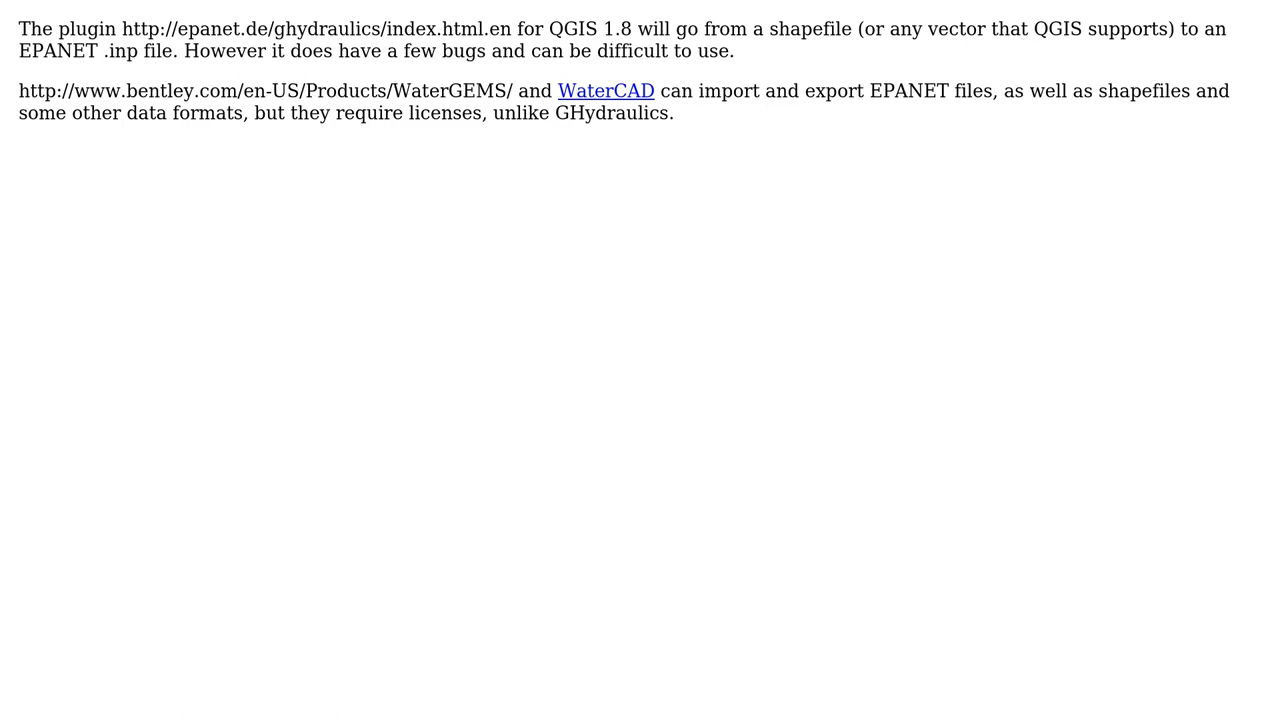 The plugin http://epanet.de/ghydraulics/index.html.en for QGIS 1.8 will go from a shapefile (or any vector that QGIS supports) to an
EPANET .inp file. However it does have a few bugs and can be difficult to use.
http://www.bentley.com/en-US/Products/WaterGEMS/ and WaterCAD can import and export EPANET files, as well as shapefiles and
some other data formats, but they require licenses, unlike GHydraulics.